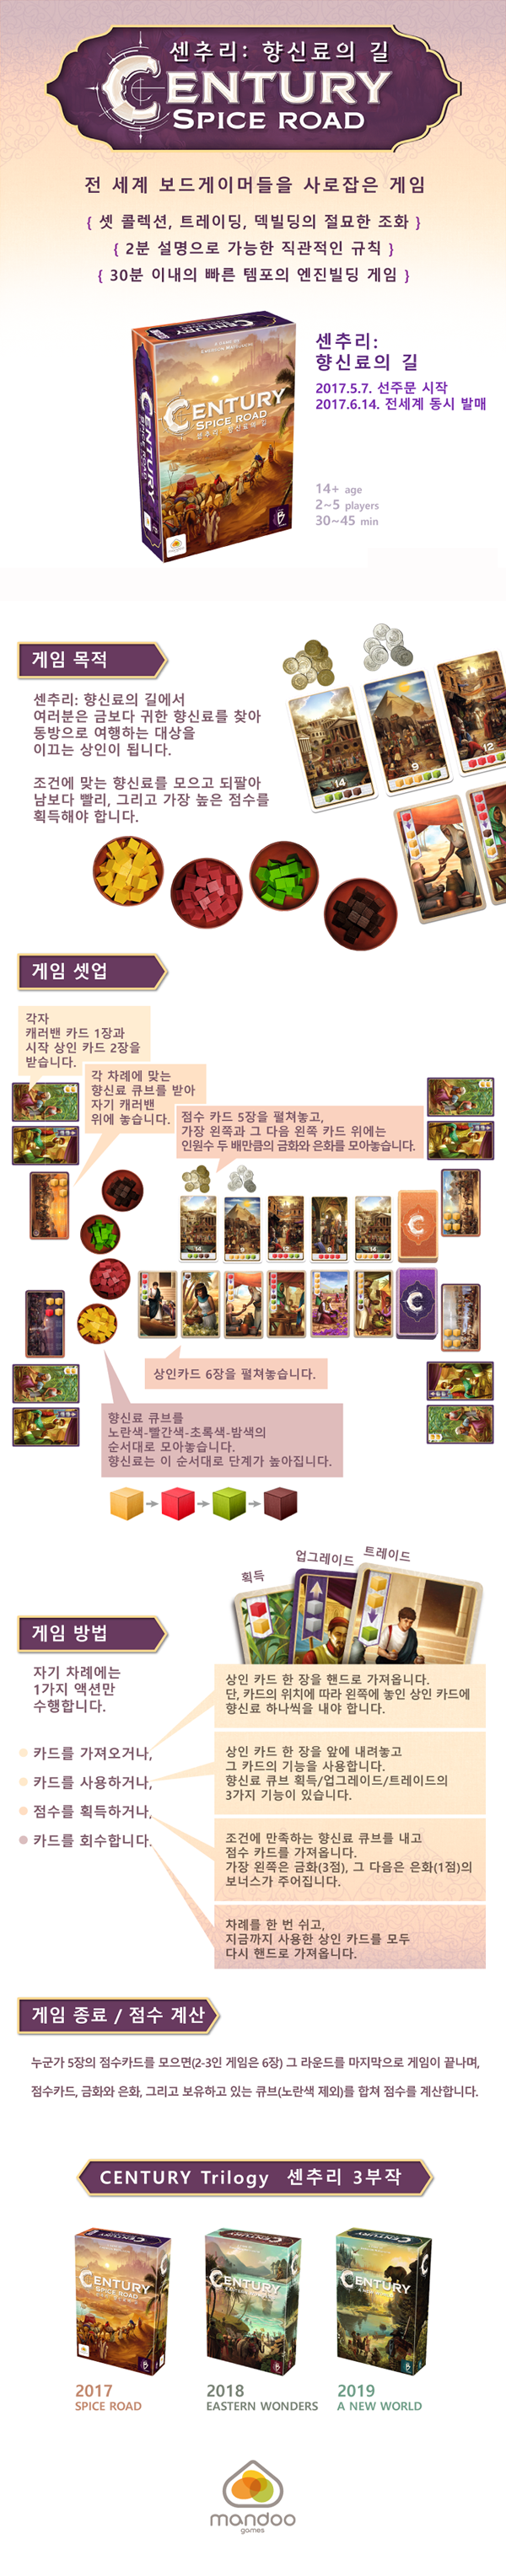 센추리: 향신료의 길
CENTURY
SPICE ROAD
전 세계 보드게이머들을 사로잡은 게임
{ 셋 콜렉션, 트레이딩, 덱빌딩의 절묘한 조화 }
{ 2분 설명으로 가능한 직관적인 규칙 }
{ 30분 이내의 빠른 템포의 엔진빌딩 게임 }
CENTURY
SPICE ROAD
센추리: 향신료의 길
CENTURY
센추리:
향신료의 길
2017.5.7. 선주문 시작
2017.6.14. 전세계 동시 발매
14+ age
2~5 players
30~45 min
게임 목적
센추리: 향신료의 길에서
여러분은 금보다 귀한 향신료를 찾아
동방으로 여행하는 대상을
이끄는 상인이 됩니다.
조건에 맞는 향신료를 모으고 되팔아
남보다 빨리, 그리고 가장 높은 점수를
획득해야 합니다.
14
9
12
게임 셋업
각자
캐러밴 카드 1장과
시작 상인 카드 2장을
받습니다.
각 차례에 맞는
향신료 큐브를 받아
자기 캐러밴
위에 놓습니다.
점수 카드 5장을 펼쳐놓고,
가장 왼쪽과 그 다음 왼쪽 카드 위에는
인원수 두 배만큼의 금화와 은화를 모아놓습니다.
상인카드 6장을 펼쳐놓습니다.
향신료 큐브를
노란색-빨간색-초록색-밤색의
순서대로 모아놓습니다.
향신료는 이 순서대로 단계가 높아집니다.
획득
업그레이드
트레이드
게임 방법
자기 차례에는
1가지 액션만
수행합니다.
카드를 가져오거나,
카드를 사용하거나,
점수를 획득하거나,
카드를 회수합니다.
상인 카드 한 장을 핸드로 가져옵니다.
단, 카드의 위치에 따라 왼쪽에 놓인 상인 카드에
향신료 하나씩을 내야 합니다.
상인 카드 한 장을 앞에 내려놓고
그 카드의 기능을 사용합니다.
향신료 큐브 획득/업그레이드/트레이드의
3가지 기능이 있습니다.
조건에 만족하는 향신료 큐브를 내고
점수 카드를 가져옵니다.
가장 왼쪽은 금화(3점), 그 다음은 은화(1점)의
보너스가 주어집니다.
차례를 한 번 쉬고,
지금까지 사용한 상인 카드를 모두
다시 핸드로 가져옵니다.
게임 종료 / 점수 계산
누군가 5장의 점수카드를 모으면(2-3인 게임은 6장) 그 라운드를 마지막으로 게임이 끝나며,
점수카드, 금화와 은화, 그리고 보유하고 있는 큐브(노란색 제외)를 합쳐 점수를 계산합니다.
CENTURY Trilogy 센추리 3부작
CENTURY
SPICE ROAD
CENTURY
CENTURY
2017
SPICE ROAD
2018
EASTERN WONDERS
2019
A NEW WORLD
mandoo
games